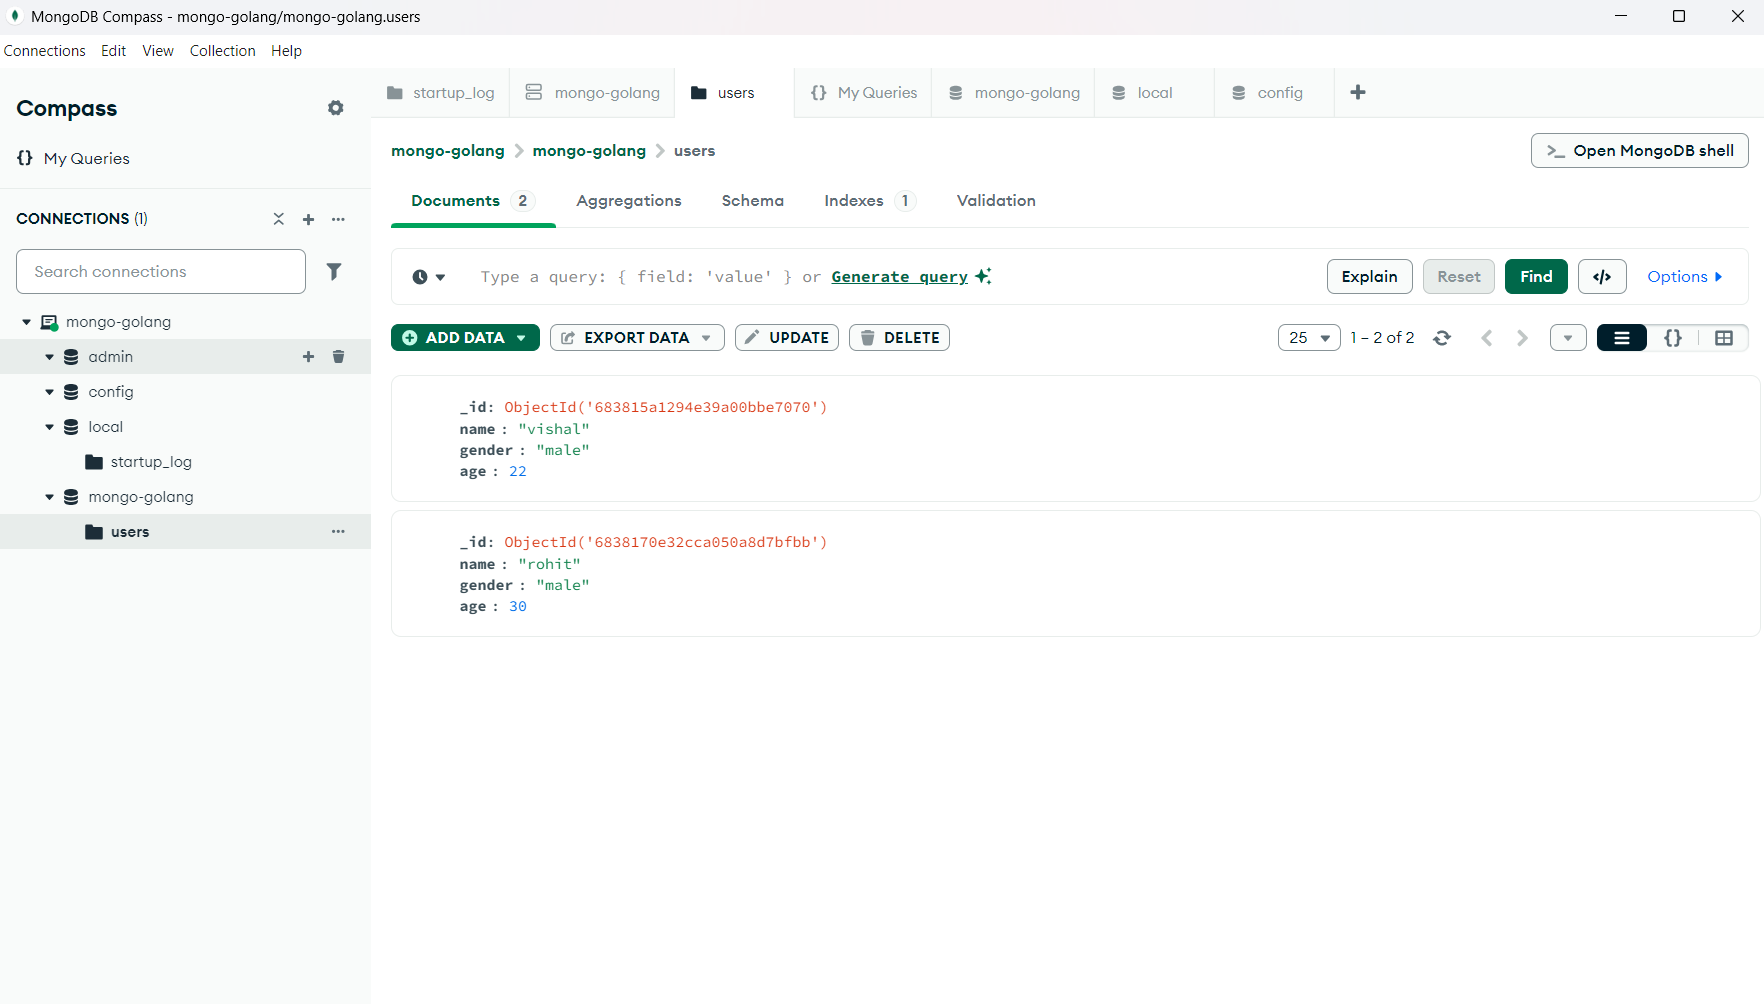 MongoDB Compass - mongo-golang/mongo-golang.users
Connections Edit View Collection Help
Compass
{} My Queries
CONNECTIONS (1)
Search connections
mongo-golang
admin
config
local
startup_log
mongo-golang
users
startup_log mongo-golang users {} My Queries mongo-golang local config
mongo-golang > mongo-golang > users
>_ Open MongoDB shell
Documents 2 Aggregations Schema Indexes 1 Validation
Type a query: { field: 'value' } or Generate query
Explain Reset Find </> Options
ADD DATA EXPORT DATA UPDATE DELETE
25 1 – 2 of 2 {}
_id: ObjectId('683815a1294e39a00bbe7070')
name : "vishal"
gender : "male"
age : 22
_id: ObjectId('6838170e32cca050a8d7bfbb')
name : "rohit"
gender : "male"
age : 30